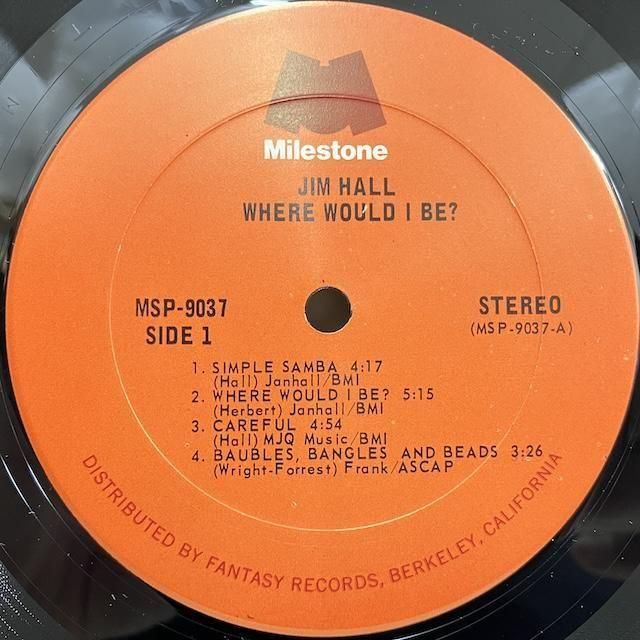 Milestone
JIM HALL
WHERE WOULD I BE?
MSP-9037
SIDE 1
STEREO
(MSP-9037-A)
1. SIMPLE SAMBA 4:17
(Hall) Janhall/BMI
2. WHERE WOULD I BE? 5:15
(Herbert) Janhall/BMI
3. CAREFUL 4:54
(Hall) MJQ Music/BMI
4. BAUBLES, BANGLES AND BEADS 3:26
(Wright-Forrest) Frank/ASCAP
DISTRIBUTED BY FANTASY RECORDS, BERKELEY, CALIFORNIA